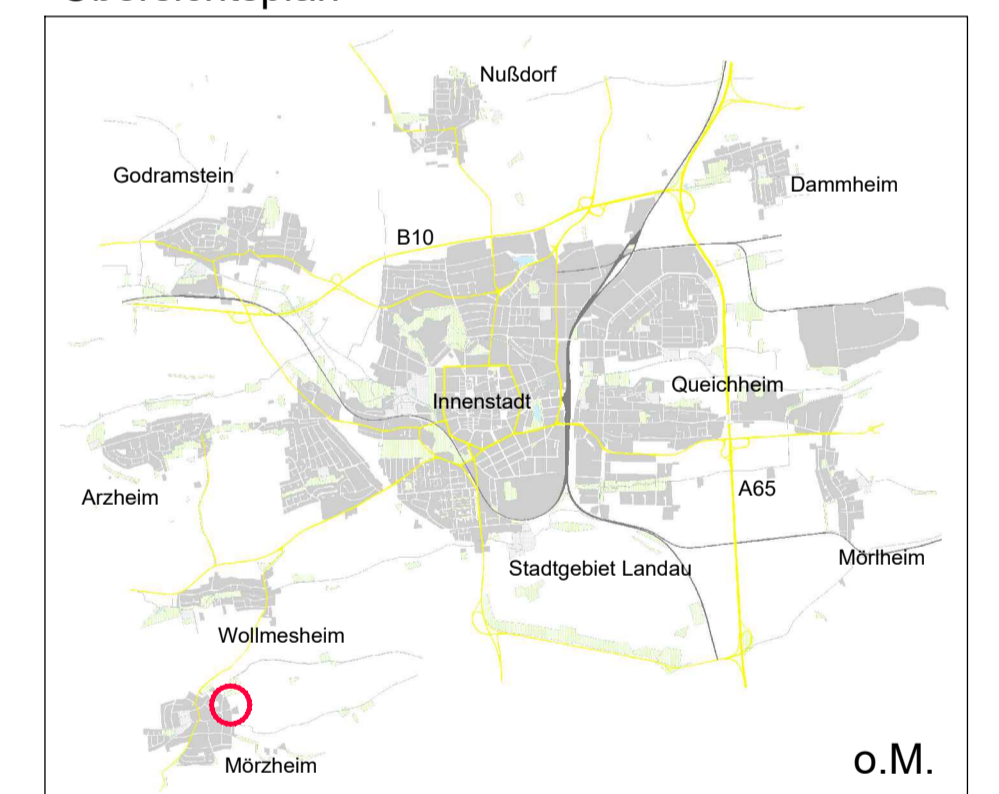 Übersichtsplan
Nußdorf
Godramstein
Dammheim
B10
Queichheim
Innenstadt
Arzheim
A65
Mörlheim
Stadtgebiet Landau
Wollmesheim
Mörzheim
o.M.